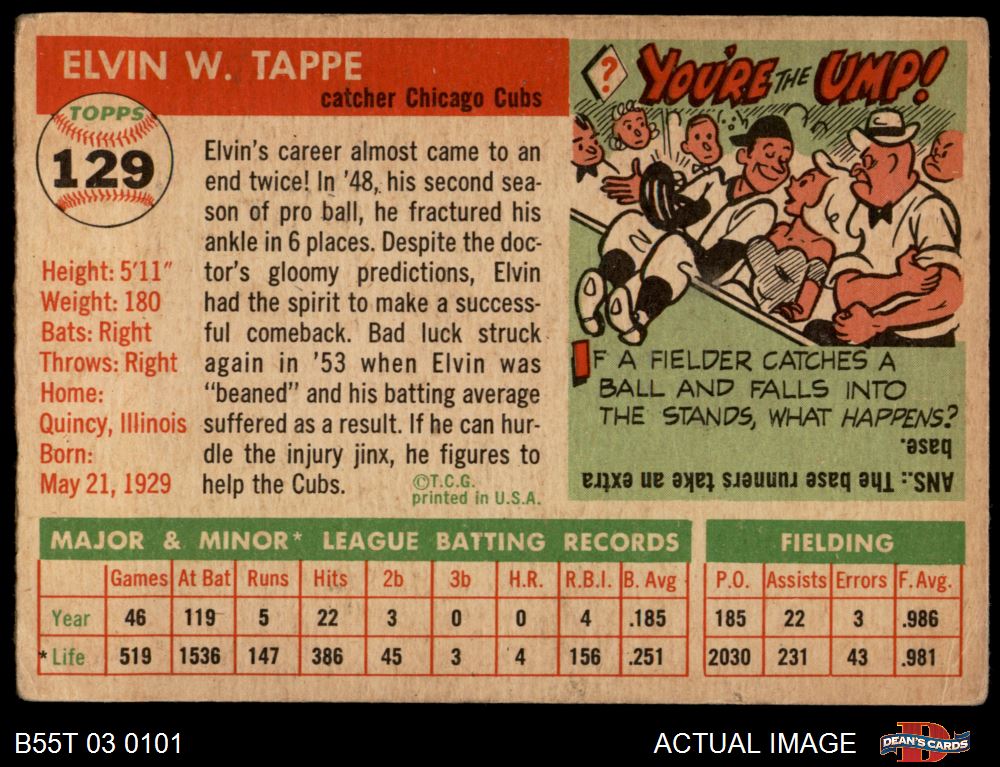 ELVIN W. TAPPE
catcher Chicago Cubs
TOPPS
129
Height: 5'11"
Weight: 180
Bats: Right
Throws: Right
Home:
Quincy, Illinois
Born:
May 21, 1929
Elvin's career almost came to an
end twice! In '48, his second sea-
son of pro ball, he fractured his
ankle in 6 places. Despite the doc-
tor's gloomy predictions, Elvin
had the spirit to make a success-
ful comeback. Bad luck struck
again in '53 when Elvin was
"beaned" and his batting average
suffered as a result. If he can hur-
dle the injury jinx, he figures to
help the Cubs.
©T.C.G.
printed in U.S.A.
? YOU'RE THE UMP!
IF A FIELDER CATCHES A
BALL AND FALLS INTO
THE STANDS, WHAT HAPPENS?
ANS.: The base runners take an extra
base.
MAJOR & MINOR* LEAGUE BATTING RECORDS
Games At Bat Runs Hits 2b 3b H.R. R.B.I. B. Avg
Year 46 119 5 22 3 0 0 4 .185
*Life 519 1536 147 386 45 3 4 156 .251
FIELDING
P.O. Assists Errors F. Avg.
185 22 3 .986
2030 231 43 .981
B55T 03 0101
ACTUAL IMAGE
D
DEAN'S CARDS